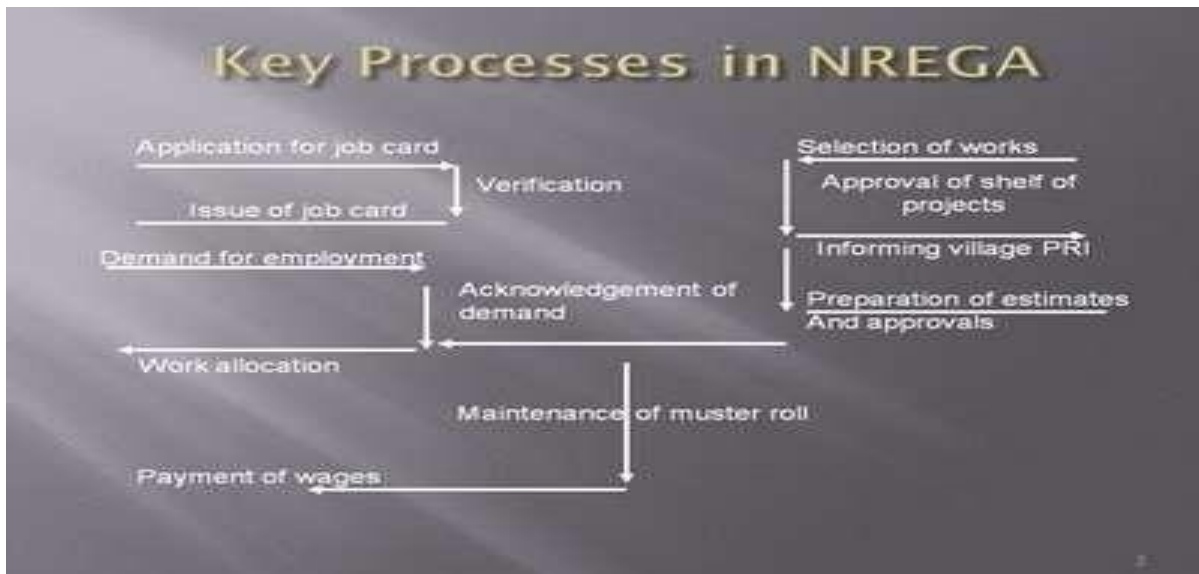 Key Processes in NREGA
Application for job card
Verification
Issue of job card
Demand for employment
Acknowledgement of
demand
Work allocation
Maintenance of muster roll
Payment of wages
Selection of works
Approval of shelf of
projects
Informing village PRI
Preparation of estimates
And approvals